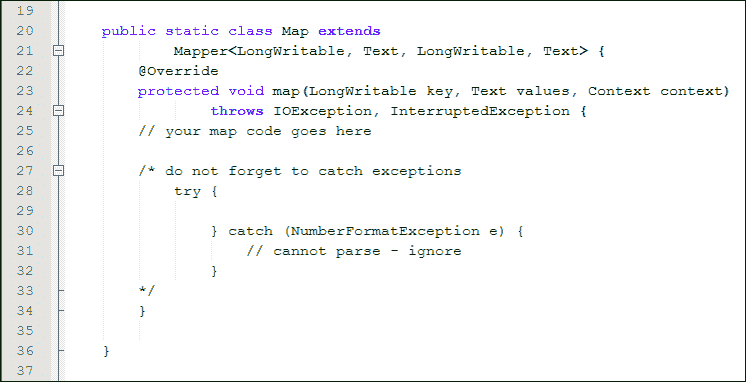 19
20 public static class Map extends
21 Mapper<LongWritable, Text, LongWritable, Text> {
22 @Override
23 protected void map(LongWritable key, Text values, Context context)
24 throws IOException, InterruptedException {
25 // your map code goes here
26
27 /* do not forget to catch exceptions
28 try {
29
30 } catch (NumberFormatException e) {
31 // cannot parse - ignore
32 }
33 */
34 }
35
36 }
37